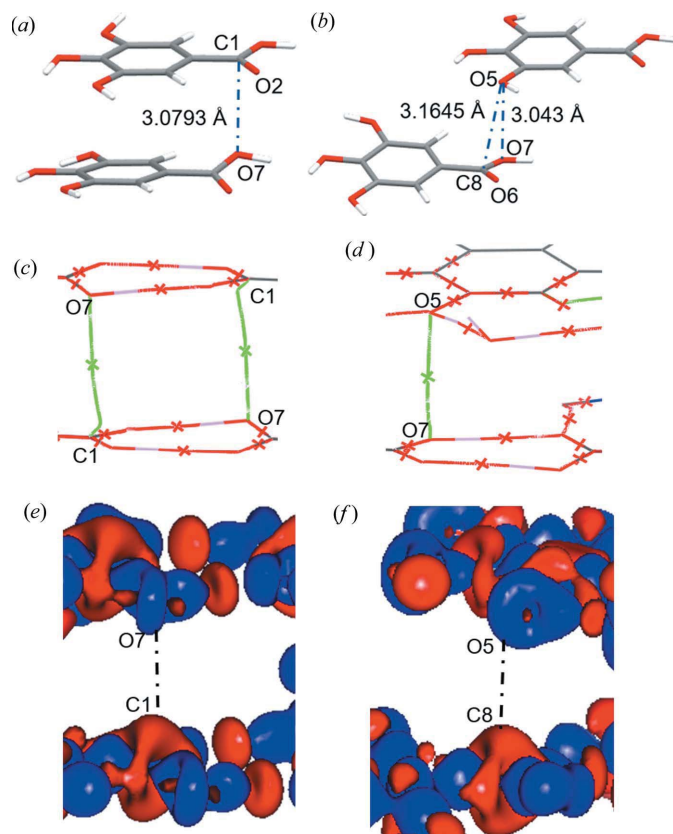 (a)
C1
O2
3.0793 Å
O7
(b)
O5
3.1645 Å
3.043 Å
O7
C8
O6
(c)
O7
C1
C1
O7
(d)
O5
O7
(e)
O7
C1
(f)
O5
C8